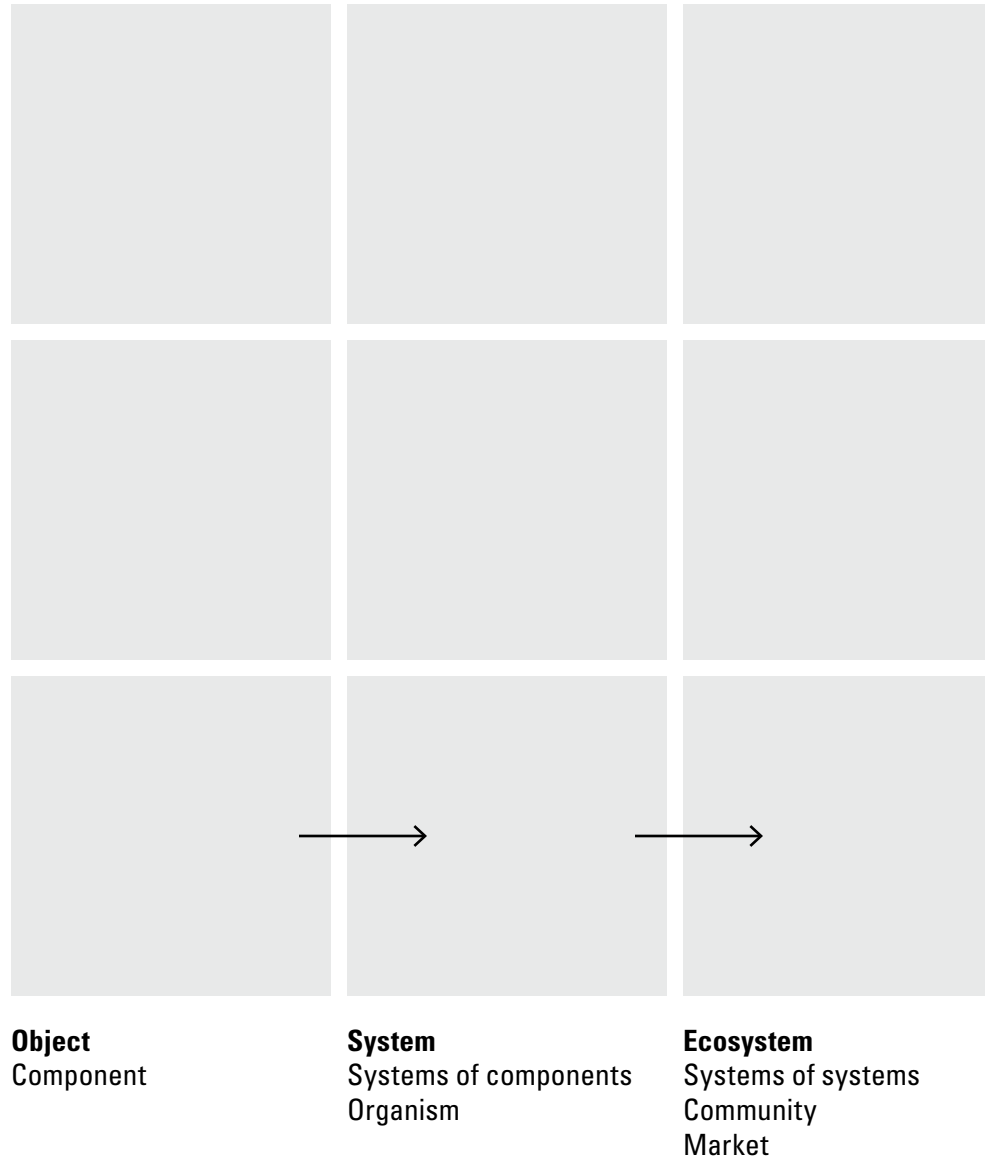 Object
Component
System
Systems of components
Organism
Ecosystem
Systems of systems
Community
Market